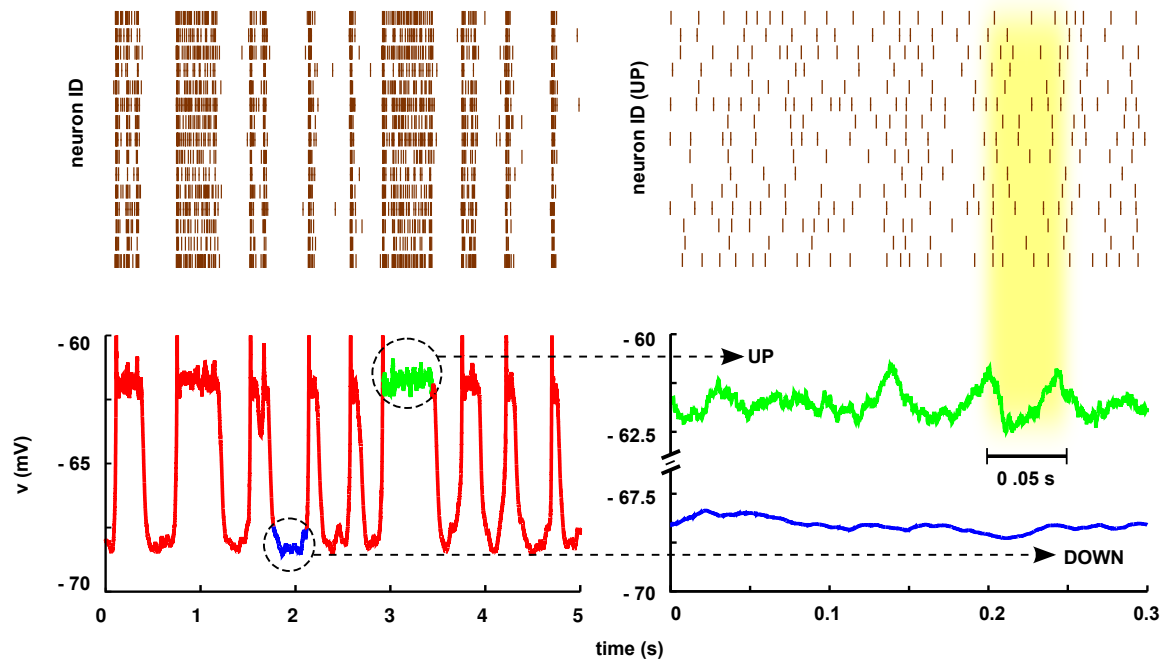 neuron ID
neuron ID (UP)
v (mV)
- 60
- 65
- 70
0
1
2
3
4
5
- 60
- 62.5
- 67.5
- 70
UP
0 .05 s
DOWN
0
0.1
0.2
0.3
time (s)